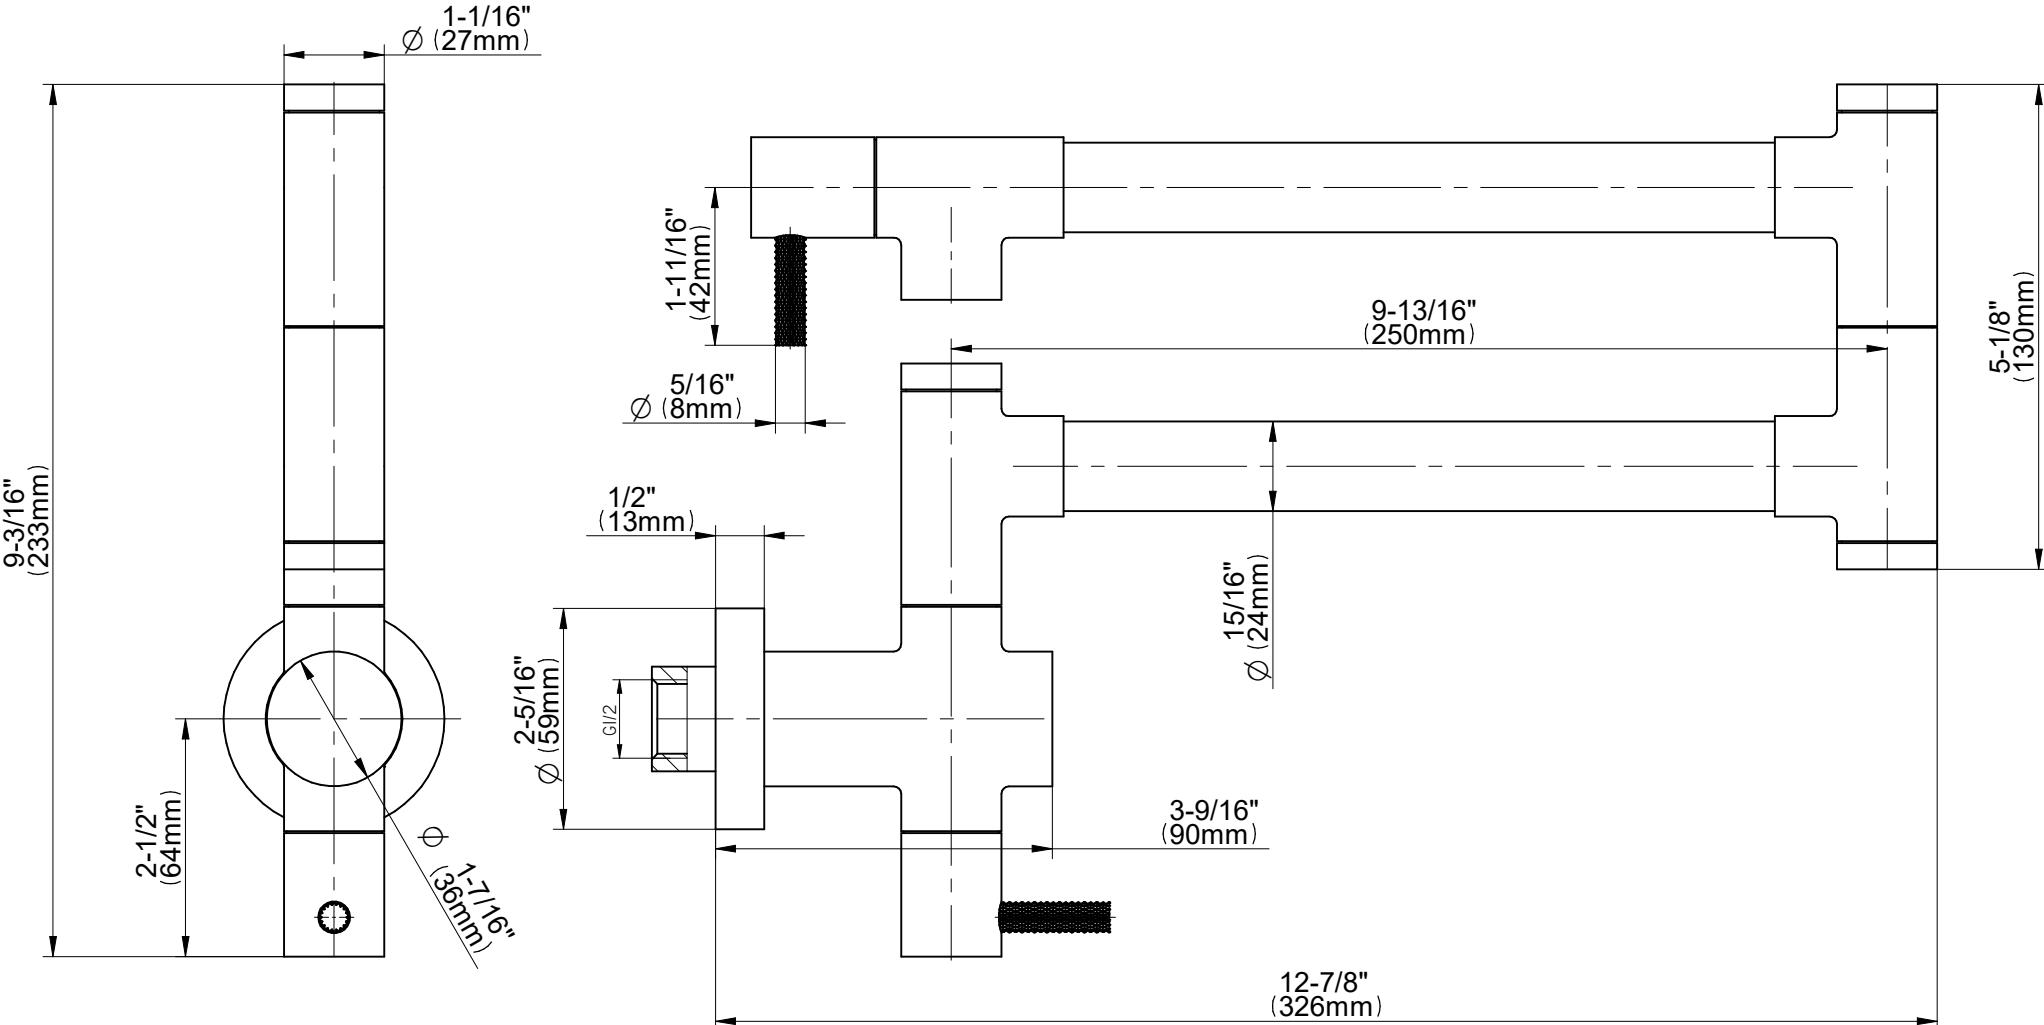 1-1/16"
Ø (27mm)
9-3/16"
(233mm)
2-1/2"
(64mm)
Ø 1-7/16"
(36mm)
1-11/16"
(42mm)
5/16"
Ø (8mm)
9-13/16"
(250mm)
5-1/8"
(130mm)
1/2"
(13mm)
15/16"
Ø (24mm)
2-5/16"
Ø (59mm)
G1/2
3-9/16"
(90mm)
12-7/8"
(326mm)